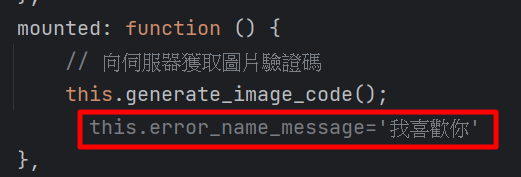 mounted: function () {
// 向伺服器獲取圖片驗證碼
this.generate_image_code();
this.error_name_message='我喜歡你'
},